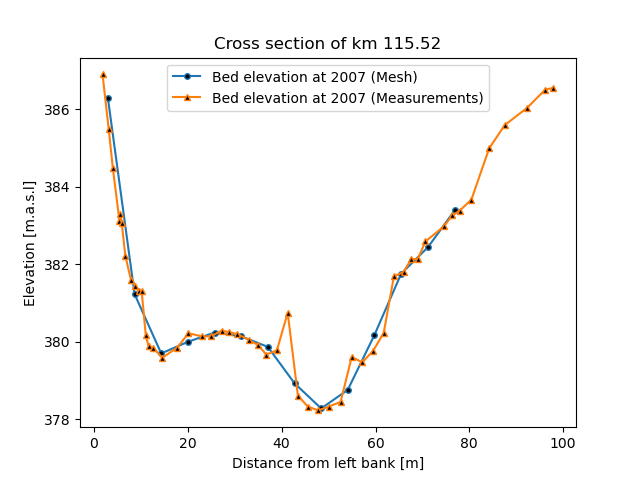 Cross section of km 115.52
Bed elevation at 2007 (Mesh)
Bed elevation at 2007 (Measurements)
Elevation [m.a.s.l]
386
384
382
380
378
0 20 40 60 80 100
Distance from left bank [m]